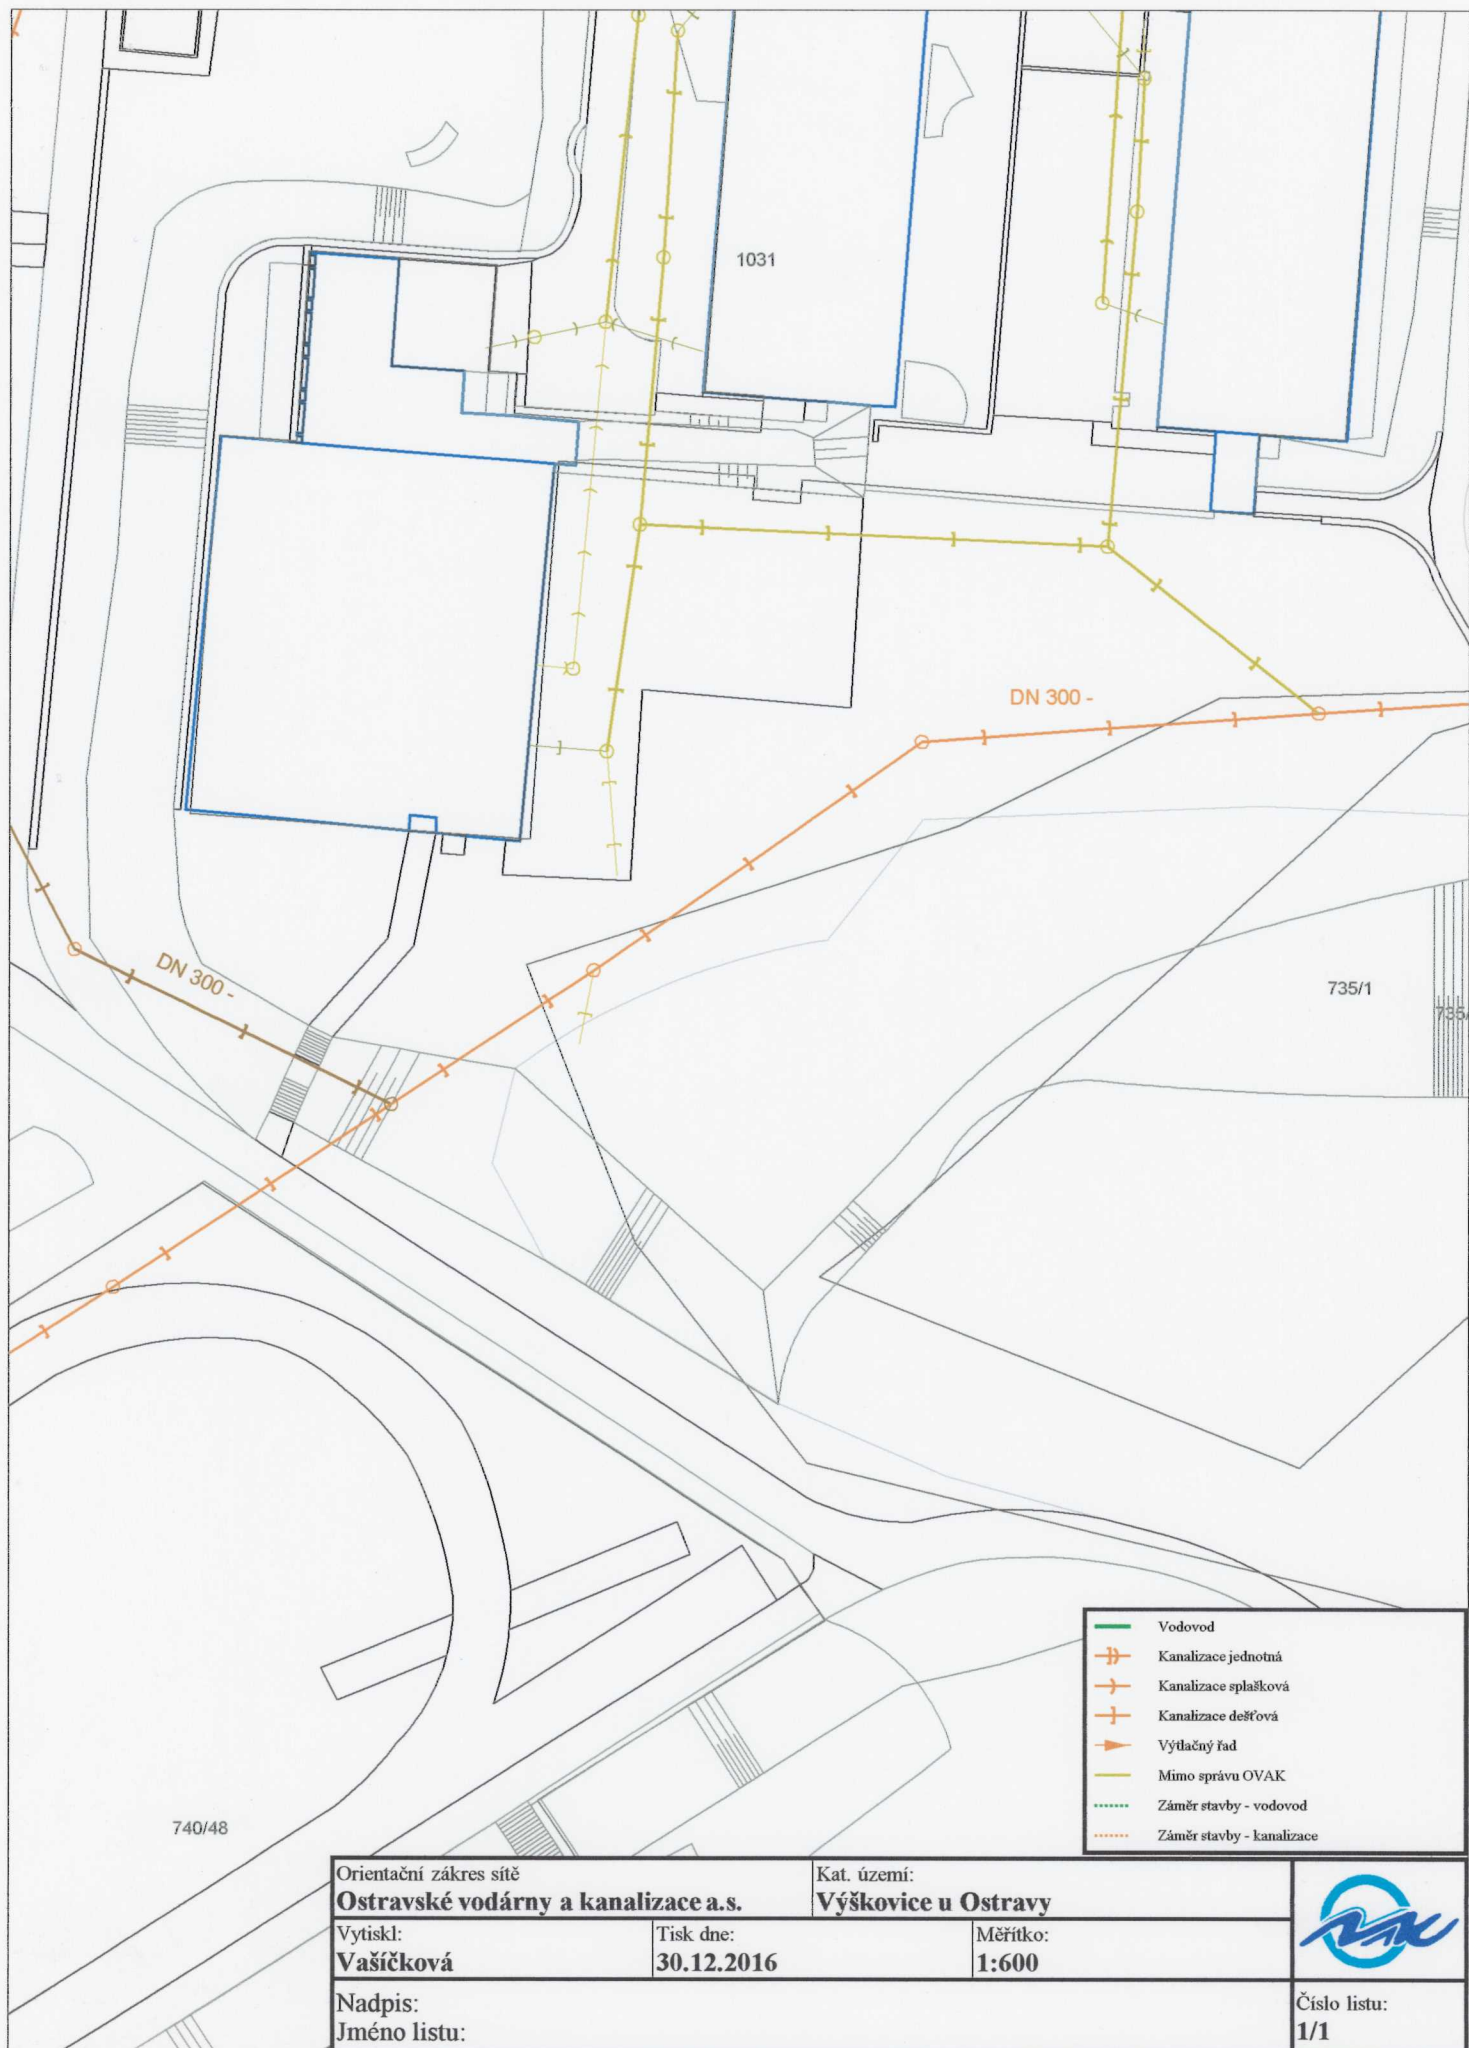 1031
DN 300 -
DN 300 -
735/1
740/48
Vodovod
Kanalizace jednotná
Kanalizace splašková
Kanalizace dešťová
Výtlačný řad
Mimo správu OVAK
Záměr stavby - vodovod
Záměr stavby - kanalizace
Orientační zákres sítě
Ostravské vodárny a kanalizace a.s.
Kat. území:
Výškovice u Ostravy
Vytiskl:
Vašíčková
Tisk dne:
30.12.2016
Měřítko:
1:600
Nadpis:
Jméno listu:
Číslo listu:
1/1